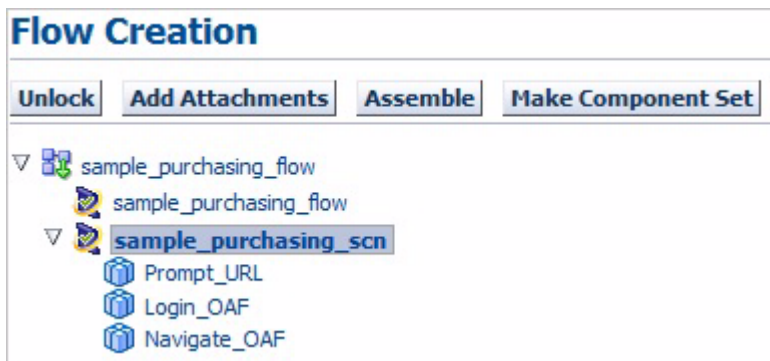 Flow Creation
Unlock Add Attachments Assemble Make Component Set
sample_purchasing_flow
sample_purchasing_flow
sample_purchasing_scn
Prompt_URL
Login_OAF
Navigate_OAF